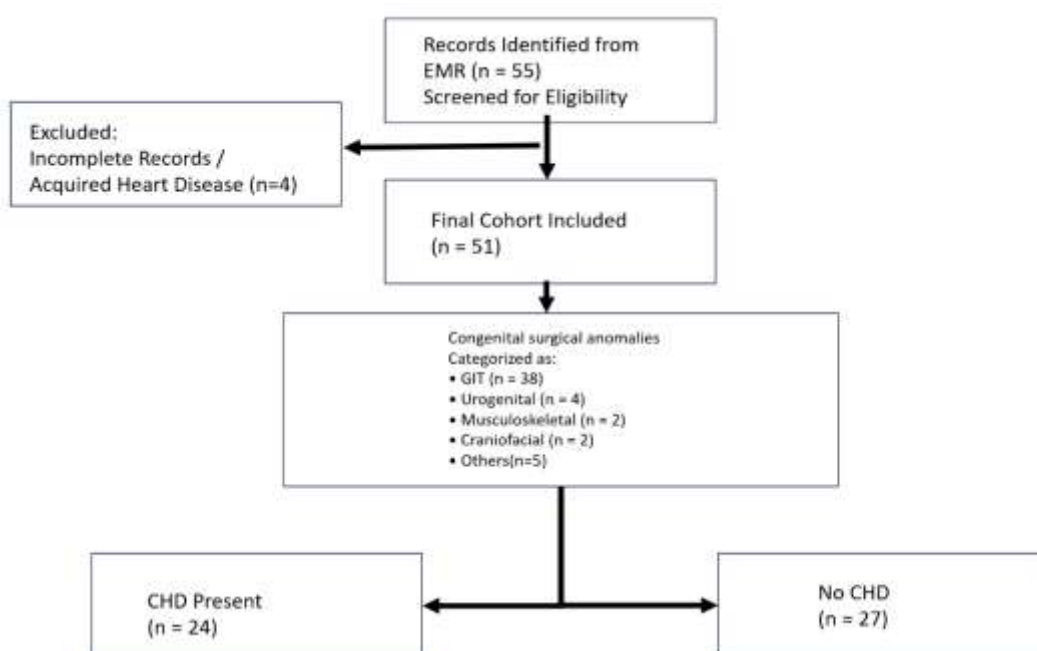 Records Identified from
EMR (n = 55)
Screened for Eligibility
Excluded:
Incomplete Records /
Acquired Heart Disease (n=4)
Final Cohort Included
(n = 51)
Congenital surgical anomalies
Categorized as:
• GIT (n = 38)
• Urogenital (n = 4)
• Musculoskeletal (n = 2)
• Craniofacial (n = 2)
• Others(n=5)
CHD Present
(n = 24)
No CHD
(n = 27)